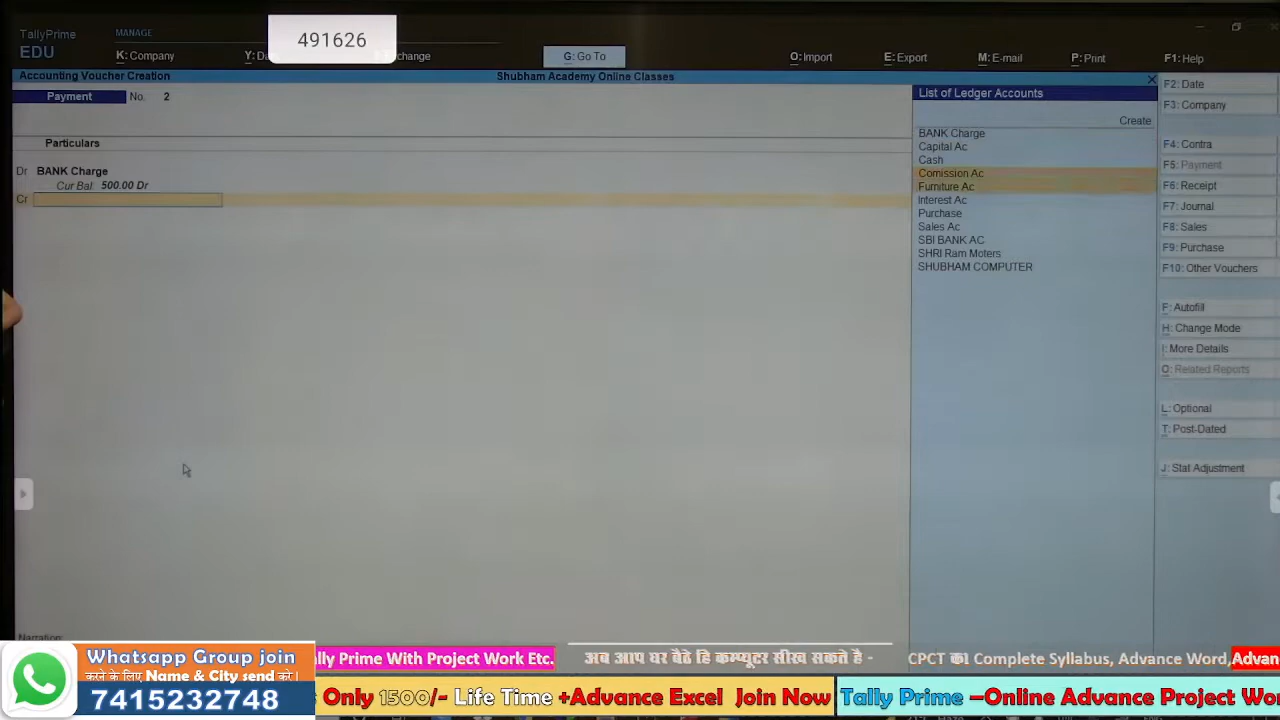 TallyPrime
EDU
MANAGE
K: Company
491626
change
G: Go To
O: Import
E: Export
M: E-mail
P: Print
F1: Help
Accounting Voucher Creation
Shubham Academy Online Classes
Payment No. 2
Particulars
Dr BANK Charge
Cur Bal: 500.00 Dr
Cr
List of Ledger Accounts
Create
BANK Charge
Capital Ac
Cash
Comission Ac
Furniture Ac
Interest Ac
Purchase
Sales Ac
SBI BANK AC
SHRI Ram Moters
SHUBHAM COMPUTER
F2: Date
F3: Company
F4: Contra
F5: Payment
F6: Receipt
F7: Journal
F8: Sales
F9: Purchase
F10: Other Vouchers
F: Autofill
H: Change Mode
I: More Details
O: Related Reports
L: Optional
T: Post-Dated
J: Stat Adjustment
Narration:
Whatsapp Group join
करने के लिए Name & City send करे।
7415232748
ally Prime With Project Work Etc.
अब आप घर बैठे हि कम्प्यूटर सीख सकते है -
CPCT का Complete Syllabus, Advance Word, Advan
Only 1500/- Life Time +Advance Excel Join Now
Tally Prime –Online Advance Project Wor